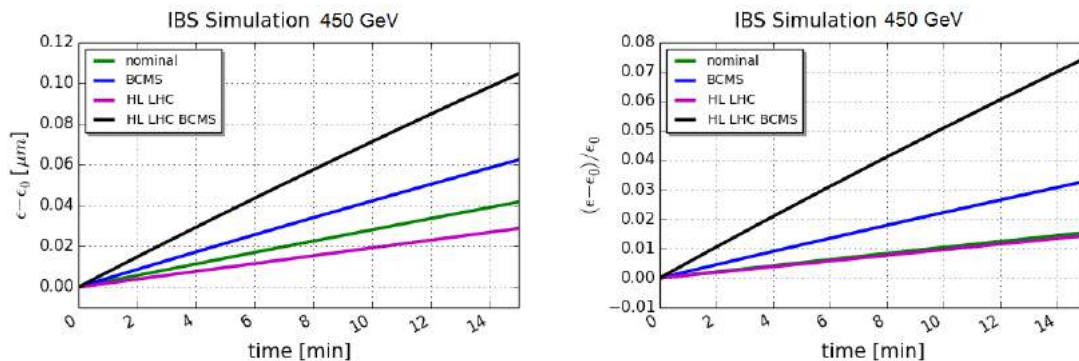 IBS Simulation 450 GeV
0.12
0.10
0.08
0.06
0.04
0.02
0.00
ϵ−ϵ₀ [μm]
nominal
BCMS
HL LHC
HL LHC BCMS
0 2 4 6 8 10 12 14
time [min]
IBS Simulation 450 GeV
0.08
0.07
0.06
0.05
0.04
0.03
0.02
0.01
0.00
−0.01
(ϵ−ϵ₀)/ϵ₀
nominal
BCMS
HL LHC
HL LHC BCMS
0 2 4 6 8 10 12 14
time [min]